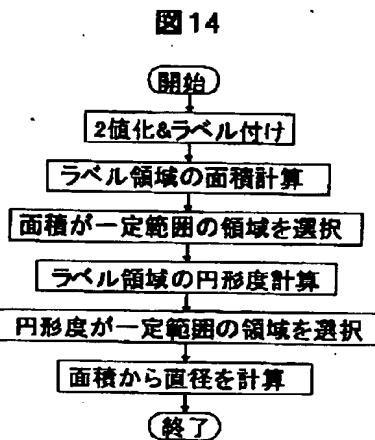 図14
開始
2値化&ラベル付け
ラベル領域の面積計算
面積が一定範囲の領域を選択
ラベル領域の円形度計算
円形度が一定範囲の領域を選択
面積から直径を計算
終了